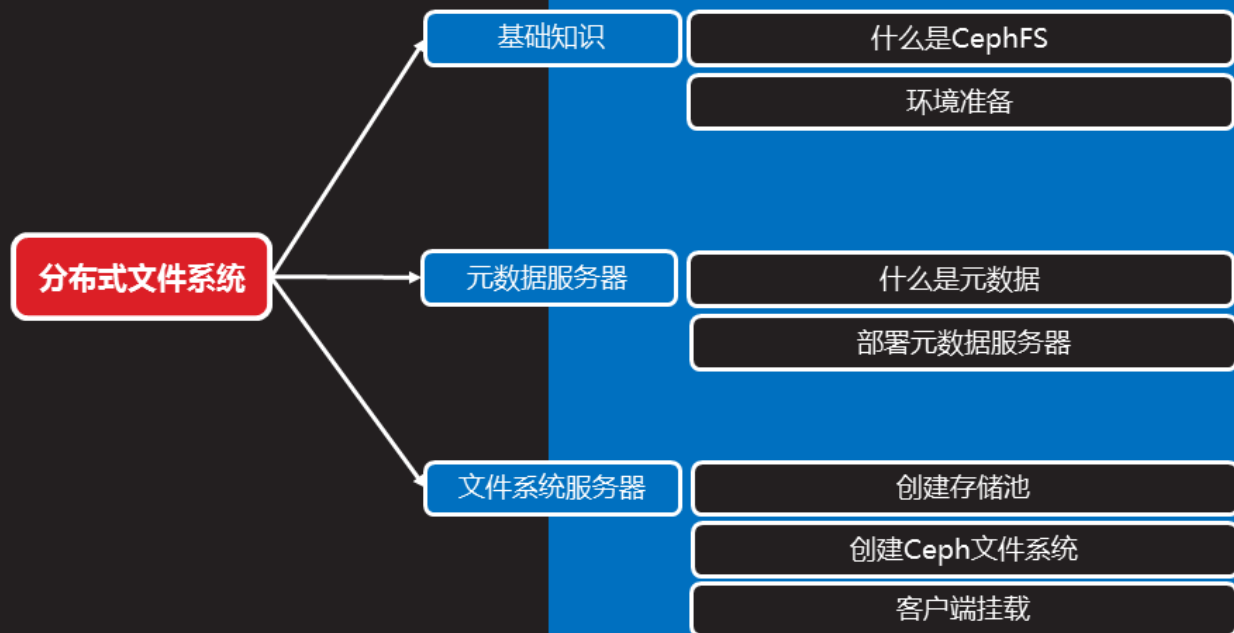 分布式文件系统
基础知识
什么是CephFS
环境准备
元数据服务器
什么是元数据
部署元数据服务器
文件系统服务器
创建存储池
创建Ceph文件系统
客户端挂载